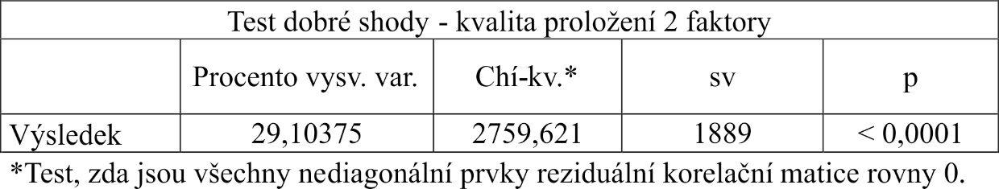 Test dobré shody - kvalita proložení 2 faktory
Procento vysv. var. Chí-kv.* sv p
Výsledek 29,10375 2759,621 1889 < 0,0001
*Test, zda jsou všechny nediagonální prvky reziduální korelační matice rovny 0.